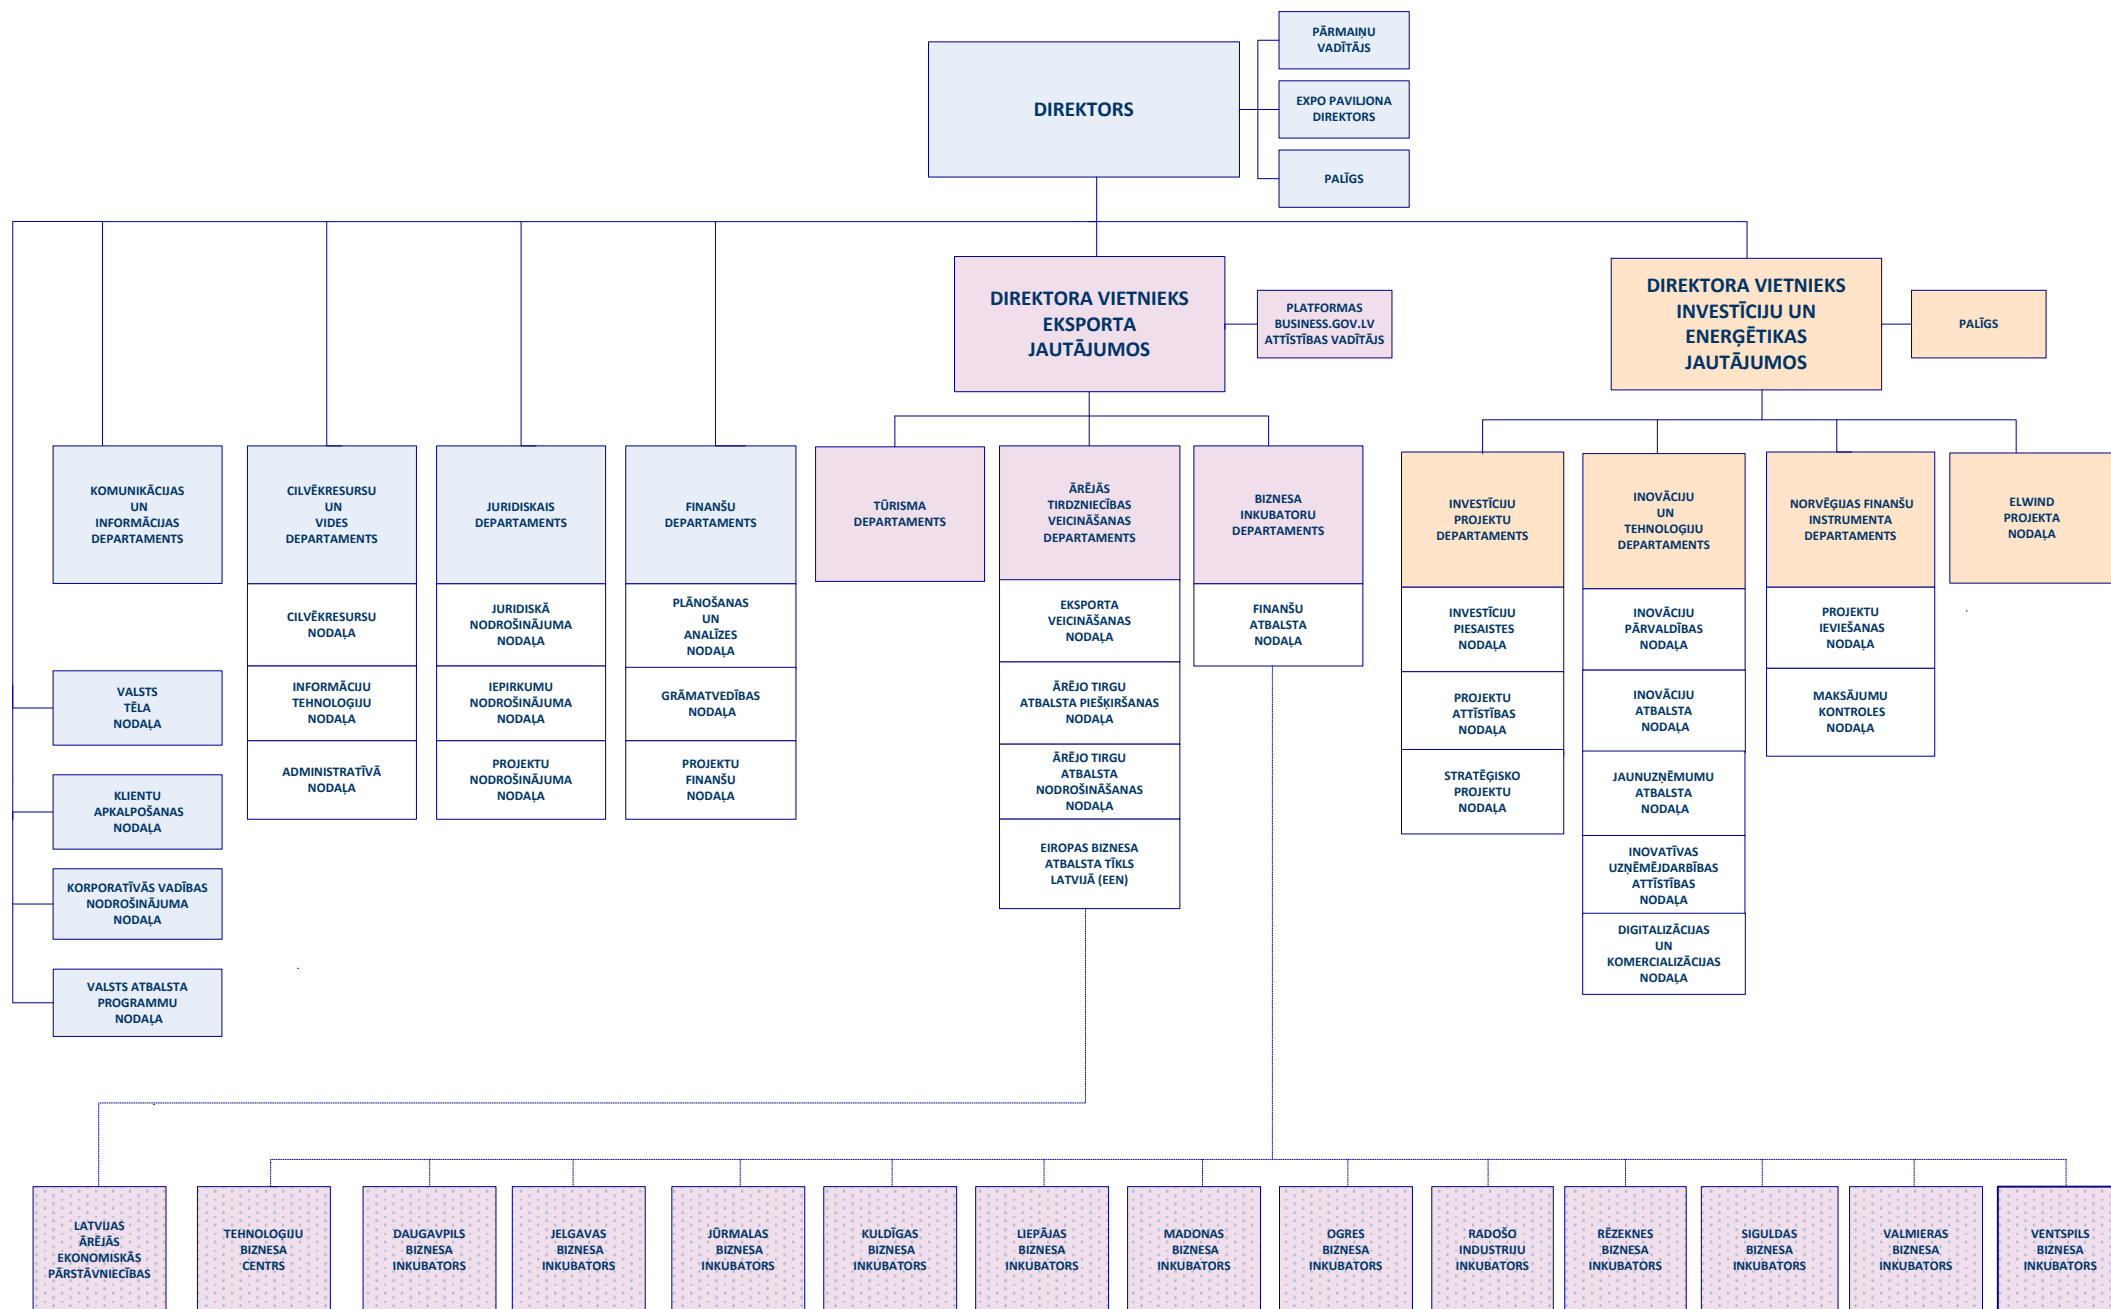 PĀRMAIŅU
VADĪTĀJS
DIREKTORS
EXPO PAVILJONA
DIREKTORS
PALĪGS
DIREKTORA VIETNIEKS
EKSPORTA
JAUTĀJUMOS
PLATFORMAS
BUSINESS.GOV.LV
ATTĪSTĪBAS VADĪTĀJS
DIREKTORA VIETNIEKS
INVESTĪCIJU UN
ENERĢĒTIKAS
JAUTĀJUMOS
PALĪGS
KOMUNIKĀCIJAS
UN
INFORMĀCIJAS
DEPARTAMENTS
CILVĒKRESURSU
UN
VIDES
DEPARTAMENTS
JURIDISKAIS
DEPARTAMENTS
FINANŠU
DEPARTAMENTS
TŪRISMA
DEPARTAMENTS
ĀRĒJĀS
TIRDZNIECĪBAS
VEICINĀŠANAS
DEPARTAMENTS
BIZNESA
INKUBATORU
DEPARTAMENTS
INVESTĪCIJU
PROJEKTU
DEPARTAMENTS
INOVĀCIJU
UN
TEHNOLOĢIJU
DEPARTAMENTS
NORVĒĢIJAS FINANŠU
INSTRUMENTA
DEPARTAMENTS
ELWIND
PROJEKTA
NODAĻA
CILVĒKRESURSU
NODAĻA
INFORMĀCIJU
TEHNOLOĢIJU
NODAĻA
ADMINISTRATĪVĀ
NODAĻA
JURIDISKĀ
NODROŠINĀJUMA
NODAĻA
IEPIRKUMU
NODROŠINĀJUMA
NODAĻA
PROJEKTU
NODROŠINĀJUMA
NODAĻA
PLĀNOŠANAS
UN
ANALĪZES
NODAĻA
GRĀMATVEDĪBAS
NODAĻA
PROJEKTU
FINANŠU
NODAĻA
EKSPORTA
VEICINĀŠANAS
NODAĻA
ĀRĒJO TIRGU
ATBALSTA PIEŠĶIRŠANAS
NODAĻA
ĀRĒJO TIRGU
ATBALSTA
NODROŠINĀŠANAS
NODAĻA
EIROPAS BIZNESA
ATBALSTA TĪKLS
LATVIJĀ (EEN)
FINANŠU
ATBALSTA
NODAĻA
INVESTĪCIJU
PIESAISTES
NODAĻA
PROJEKTU
ATTĪSTĪBAS
NODAĻA
STRATĒĢISKO
PROJEKTU
NODAĻA
INOVĀCIJU
PĀRVALDĪBAS
NODAĻA
INOVĀCIJU
ATBALSTA
NODAĻA
JAUNUZŅĒMUMU
ATBALSTA
NODAĻA
INOVATĪVAS
UZŅĒMĒJDARBĪBAS
ATTĪSTĪBAS
NODAĻA
DIGITALIZĀCIJAS
UN
KOMERCIALIZĀCIJAS
NODAĻA
PROJEKTU
IEVIEŠANAS
NODAĻA
MAKSĀJUMU
KONTROLES
NODAĻA
VALSTS
TĒLA
NODAĻA
KLIENTU
APKALPOŠANAS
NODAĻA
KORPORATĪVĀS VADĪBAS
NODROŠINĀJUMA
NODAĻA
VALSTS ATBALSTA
PROGRAMMU
NODAĻA
LATVIJAS
ĀRĒJĀS
EKONOMISKĀS
PĀRSTĀVNIECĪBAS
TEHNOLOĢIJU
BIZNESA
CENTRS
DAUGAVPILS
BIZNESA
INKUBATORS
JELGAVAS
BIZNESA
INKUBATORS
JŪRMALAS
BIZNESA
INKUBATORS
KULDĪGAS
BIZNESA
INKUBATORS
LIEPĀJAS
BIZNESA
INKUBATORS
MADONAS
BIZNESA
INKUBATORS
OGRES
BIZNESA
INKUBATORS
RADOŠO
INDUSTRIJU
INKUBATORS
RĒZEKNES
BIZNESA
INKUBATORS
SIGULDAS
BIZNESA
INKUBATORS
VALMIERAS
BIZNESA
INKUBATORS
VENTSPILS
BIZNESA
INKUBATORS